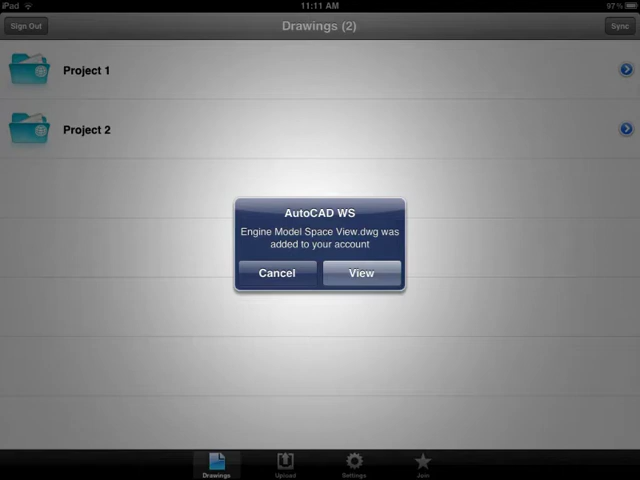 iPad 11:11 AM 97%
Sign Out Drawings (2) Sync
Project 1
Project 2
AutoCAD WS
Engine Model Space View.dwg was
added to your account
Cancel View
Drawings Upload Settings Join